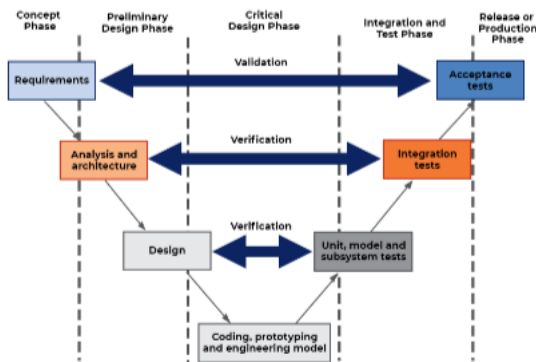 Concept
Phase
Preliminary
Design Phase
Critical
Design Phase
Integration and
Test Phase
Release or
Production
Phase
Requirements
Validation
Acceptance
tests
Analysis and
architecture
Verification
Integration
tests
Design
Verification
Unit, model and
subsystem tests
Coding, prototyping
and engineering model